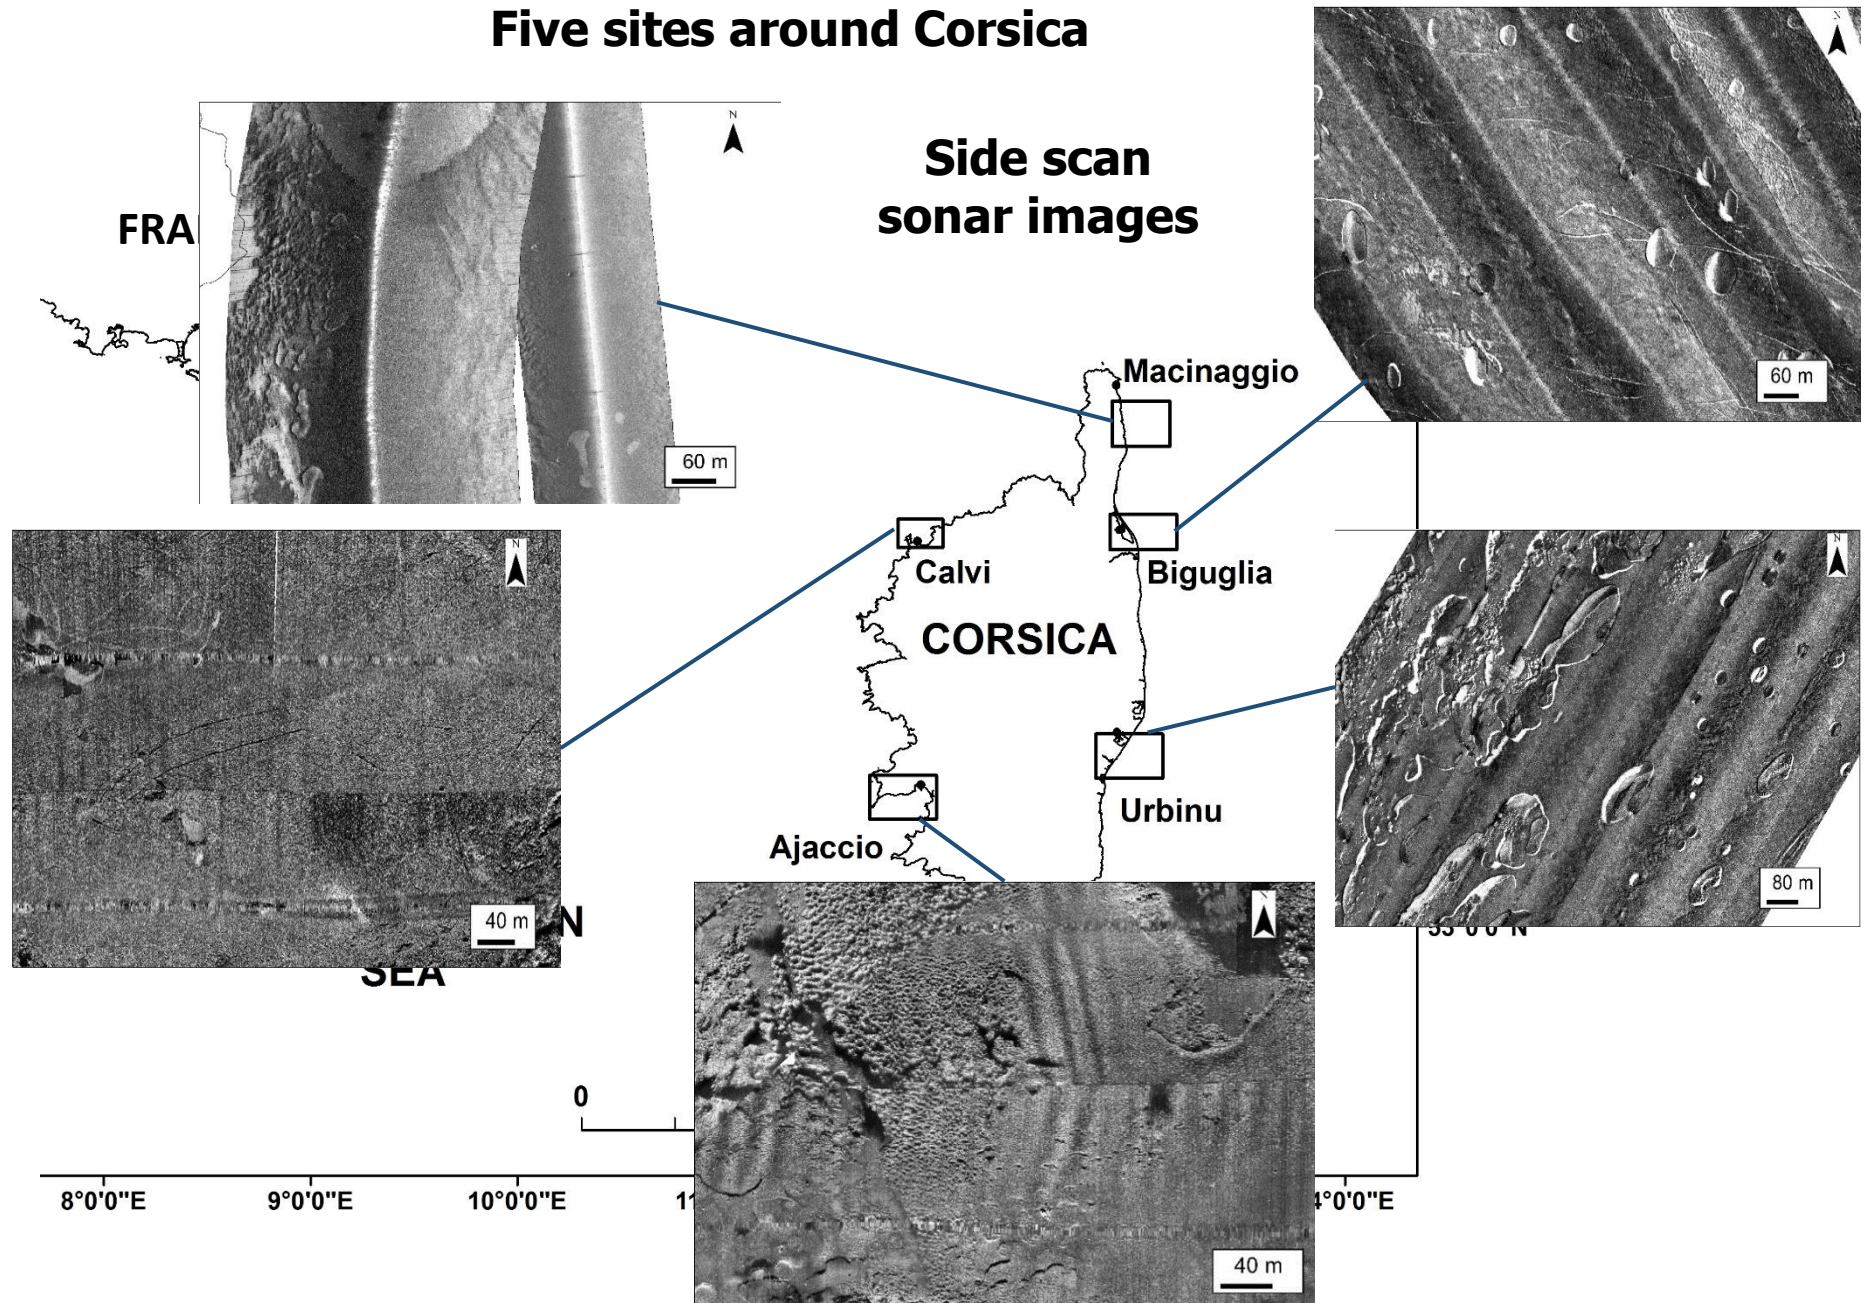 Five sites around Corsica
N
N
Side scan
sonar images
FRA
60 m
60 m
Macinaggio
N
N
Calvi
Biguglia
CORSICA
Urbinu
Ajaccio
80 m
40 m
N
N
SEA
0
40 m
8°0'0"E
9°0'0"E
10°0'0"E